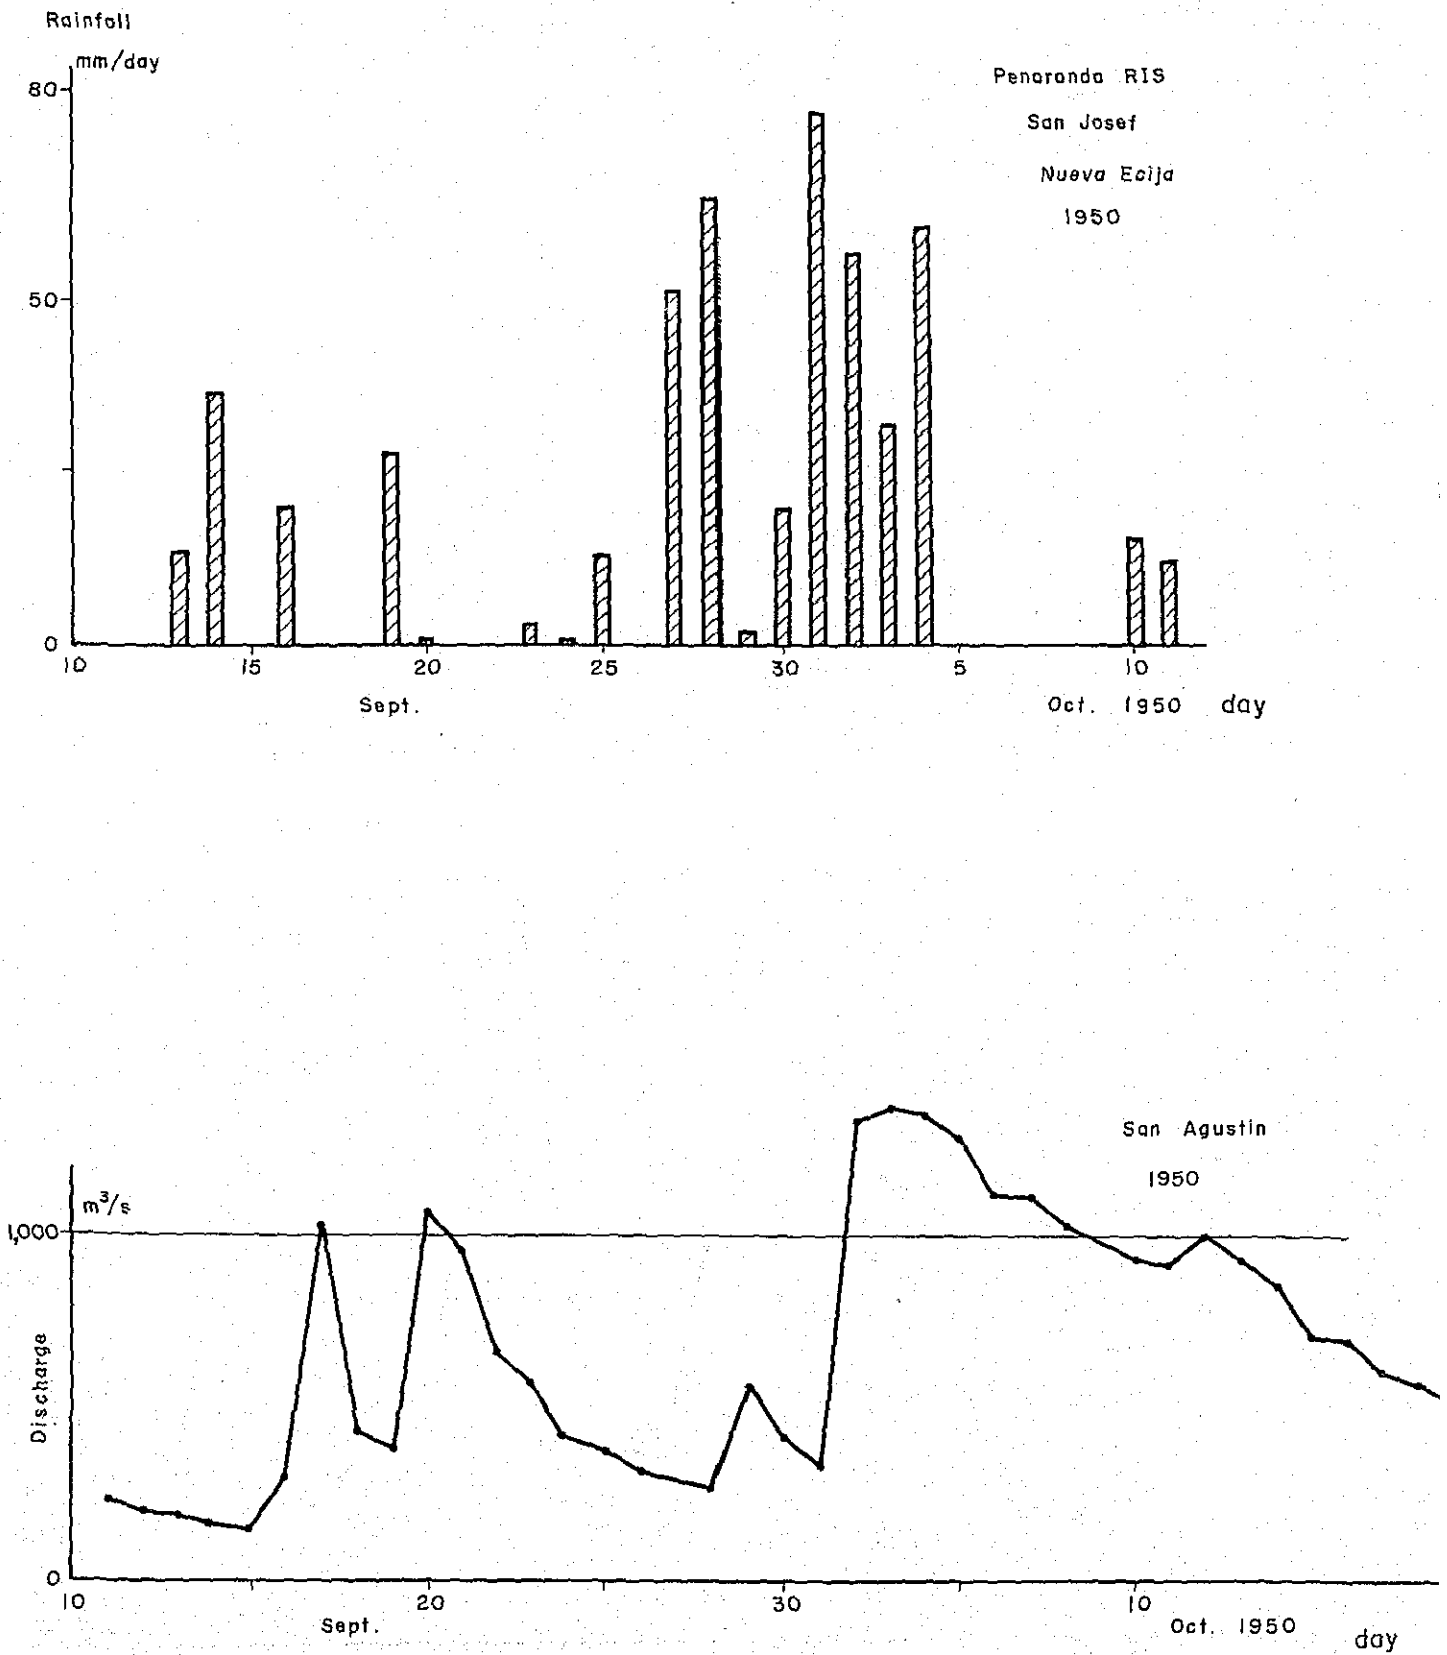 Rainfall
mm/day
80
50
0
Penaranda RIS
San Josef
Nueva Ecija
1950
10 15 20 25 30 5 10
Sept. Oct. 1950 day
San Agustin
1950
m³/s
1,000
Discharge
0
10 20 30 10
Sept. Oct. 1950 day